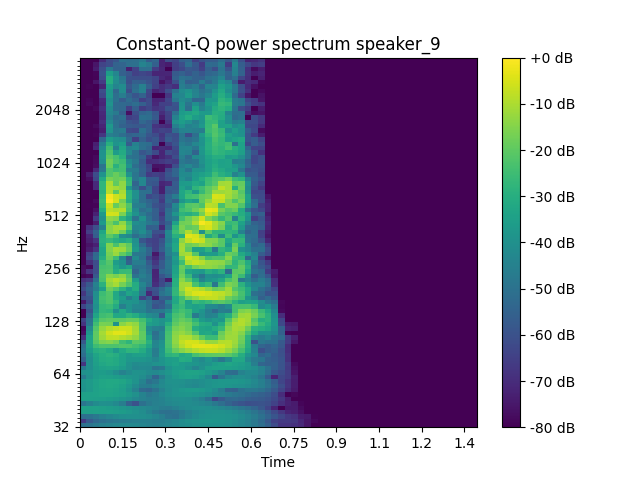 Constant-Q power spectrum speaker_9
Hz
2048
1024
512
256
128
64
32
0 0.15 0.3 0.45 0.6 0.75 0.9 1.1 1.2 1.4
Time
+0 dB
-10 dB
-20 dB
-30 dB
-40 dB
-50 dB
-60 dB
-70 dB
-80 dB